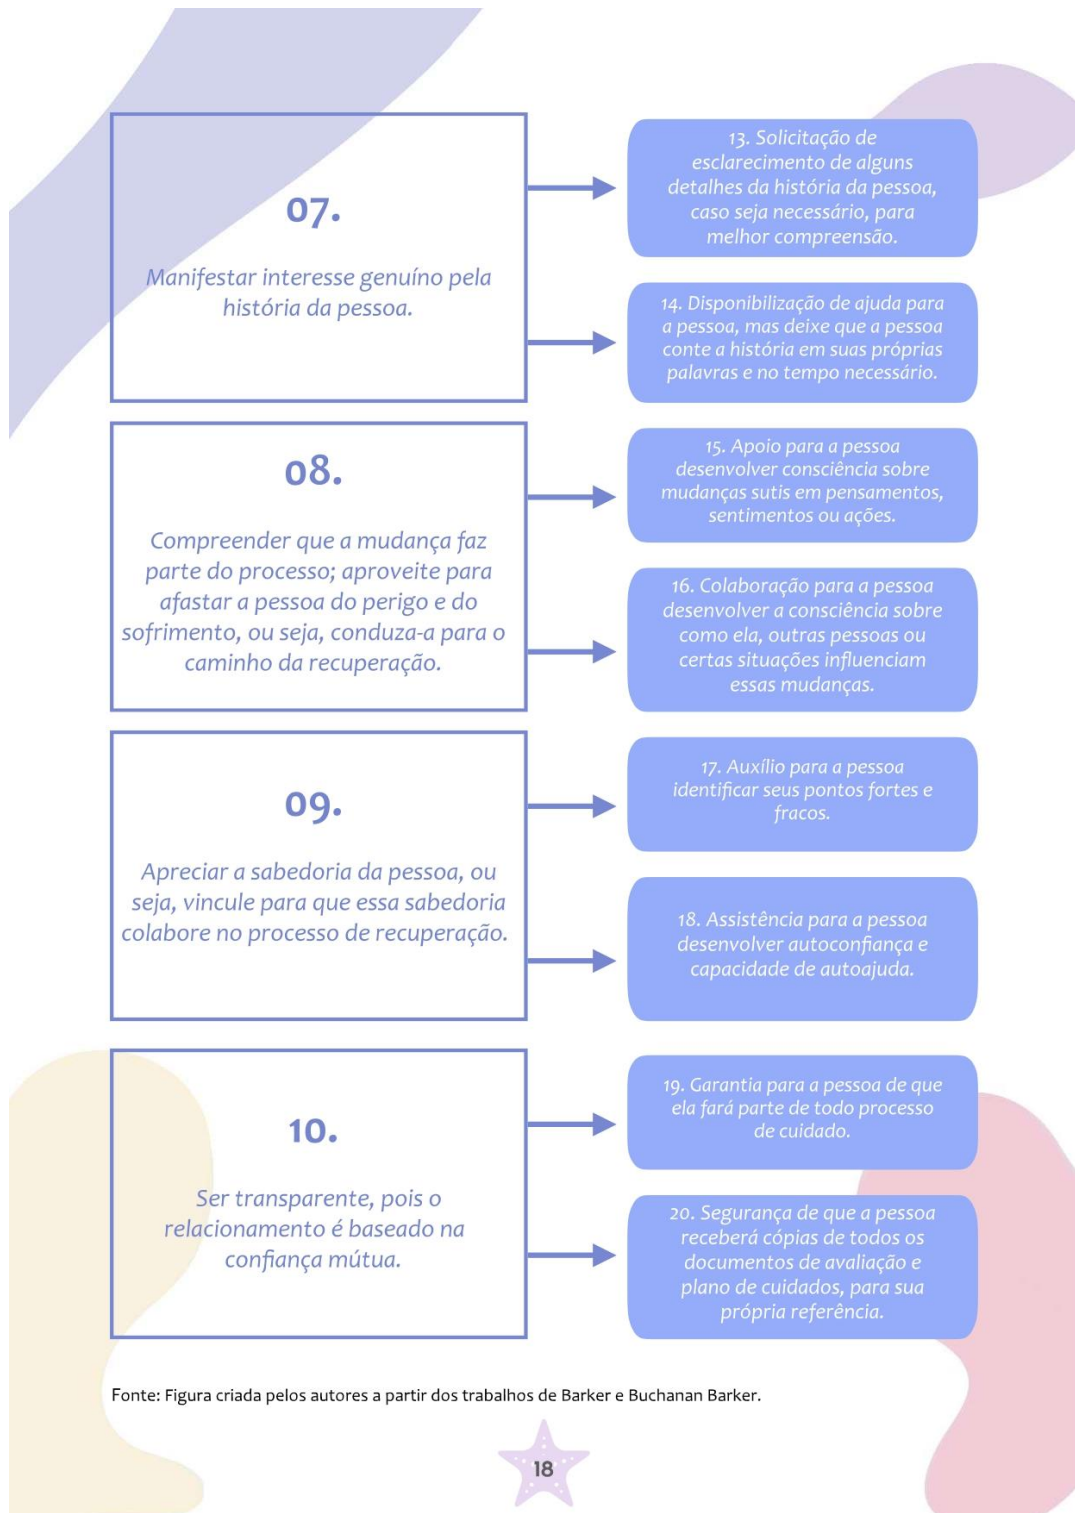 07.
Manifestar interesse genuíno pela
história da pessoa.
13. Solicitação de
esclarecimento de alguns
detalhes da história da pessoa,
caso seja necessário, para
melhor compreensão.
14. Disponibilização de ajuda para
a pessoa, mas deixe que a pessoa
conte a história em suas próprias
palavras e no tempo necessário.
08.
Compreender que a mudança faz
parte do processo; aproveite para
afastar a pessoa do perigo e do
sofrimento, ou seja, conduza-a para o
caminho da recuperação.
15. Apoio para a pessoa
desenvolver consciência sobre
mudanças sutis em pensamentos,
sentimentos ou ações.
16. Colaboração para a pessoa
desenvolver a consciência sobre
como ela, outras pessoas ou
certas situações influenciam
essas mudanças.
09.
Apreciar a sabedoria da pessoa, ou
seja, vincule para que essa sabedoria
colabore no processo de recuperação.
17. Auxílio para a pessoa
identificar seus pontos fortes e
fracos.
18. Assistência para a pessoa
desenvolver autoconfiança e
capacidade de autoajuda.
10.
Ser transparente, pois o
relacionamento é baseado na
confiança mútua.
19. Garantia para a pessoa de que
ela fará parte de todo processo
de cuidado.
20. Segurança de que a pessoa
receberá cópias de todos os
documentos de avaliação e
plano de cuidados, para sua
própria referência.
Fonte: Figura criada pelos autores a partir dos trabalhos de Barker e Buchanan Barker.
18